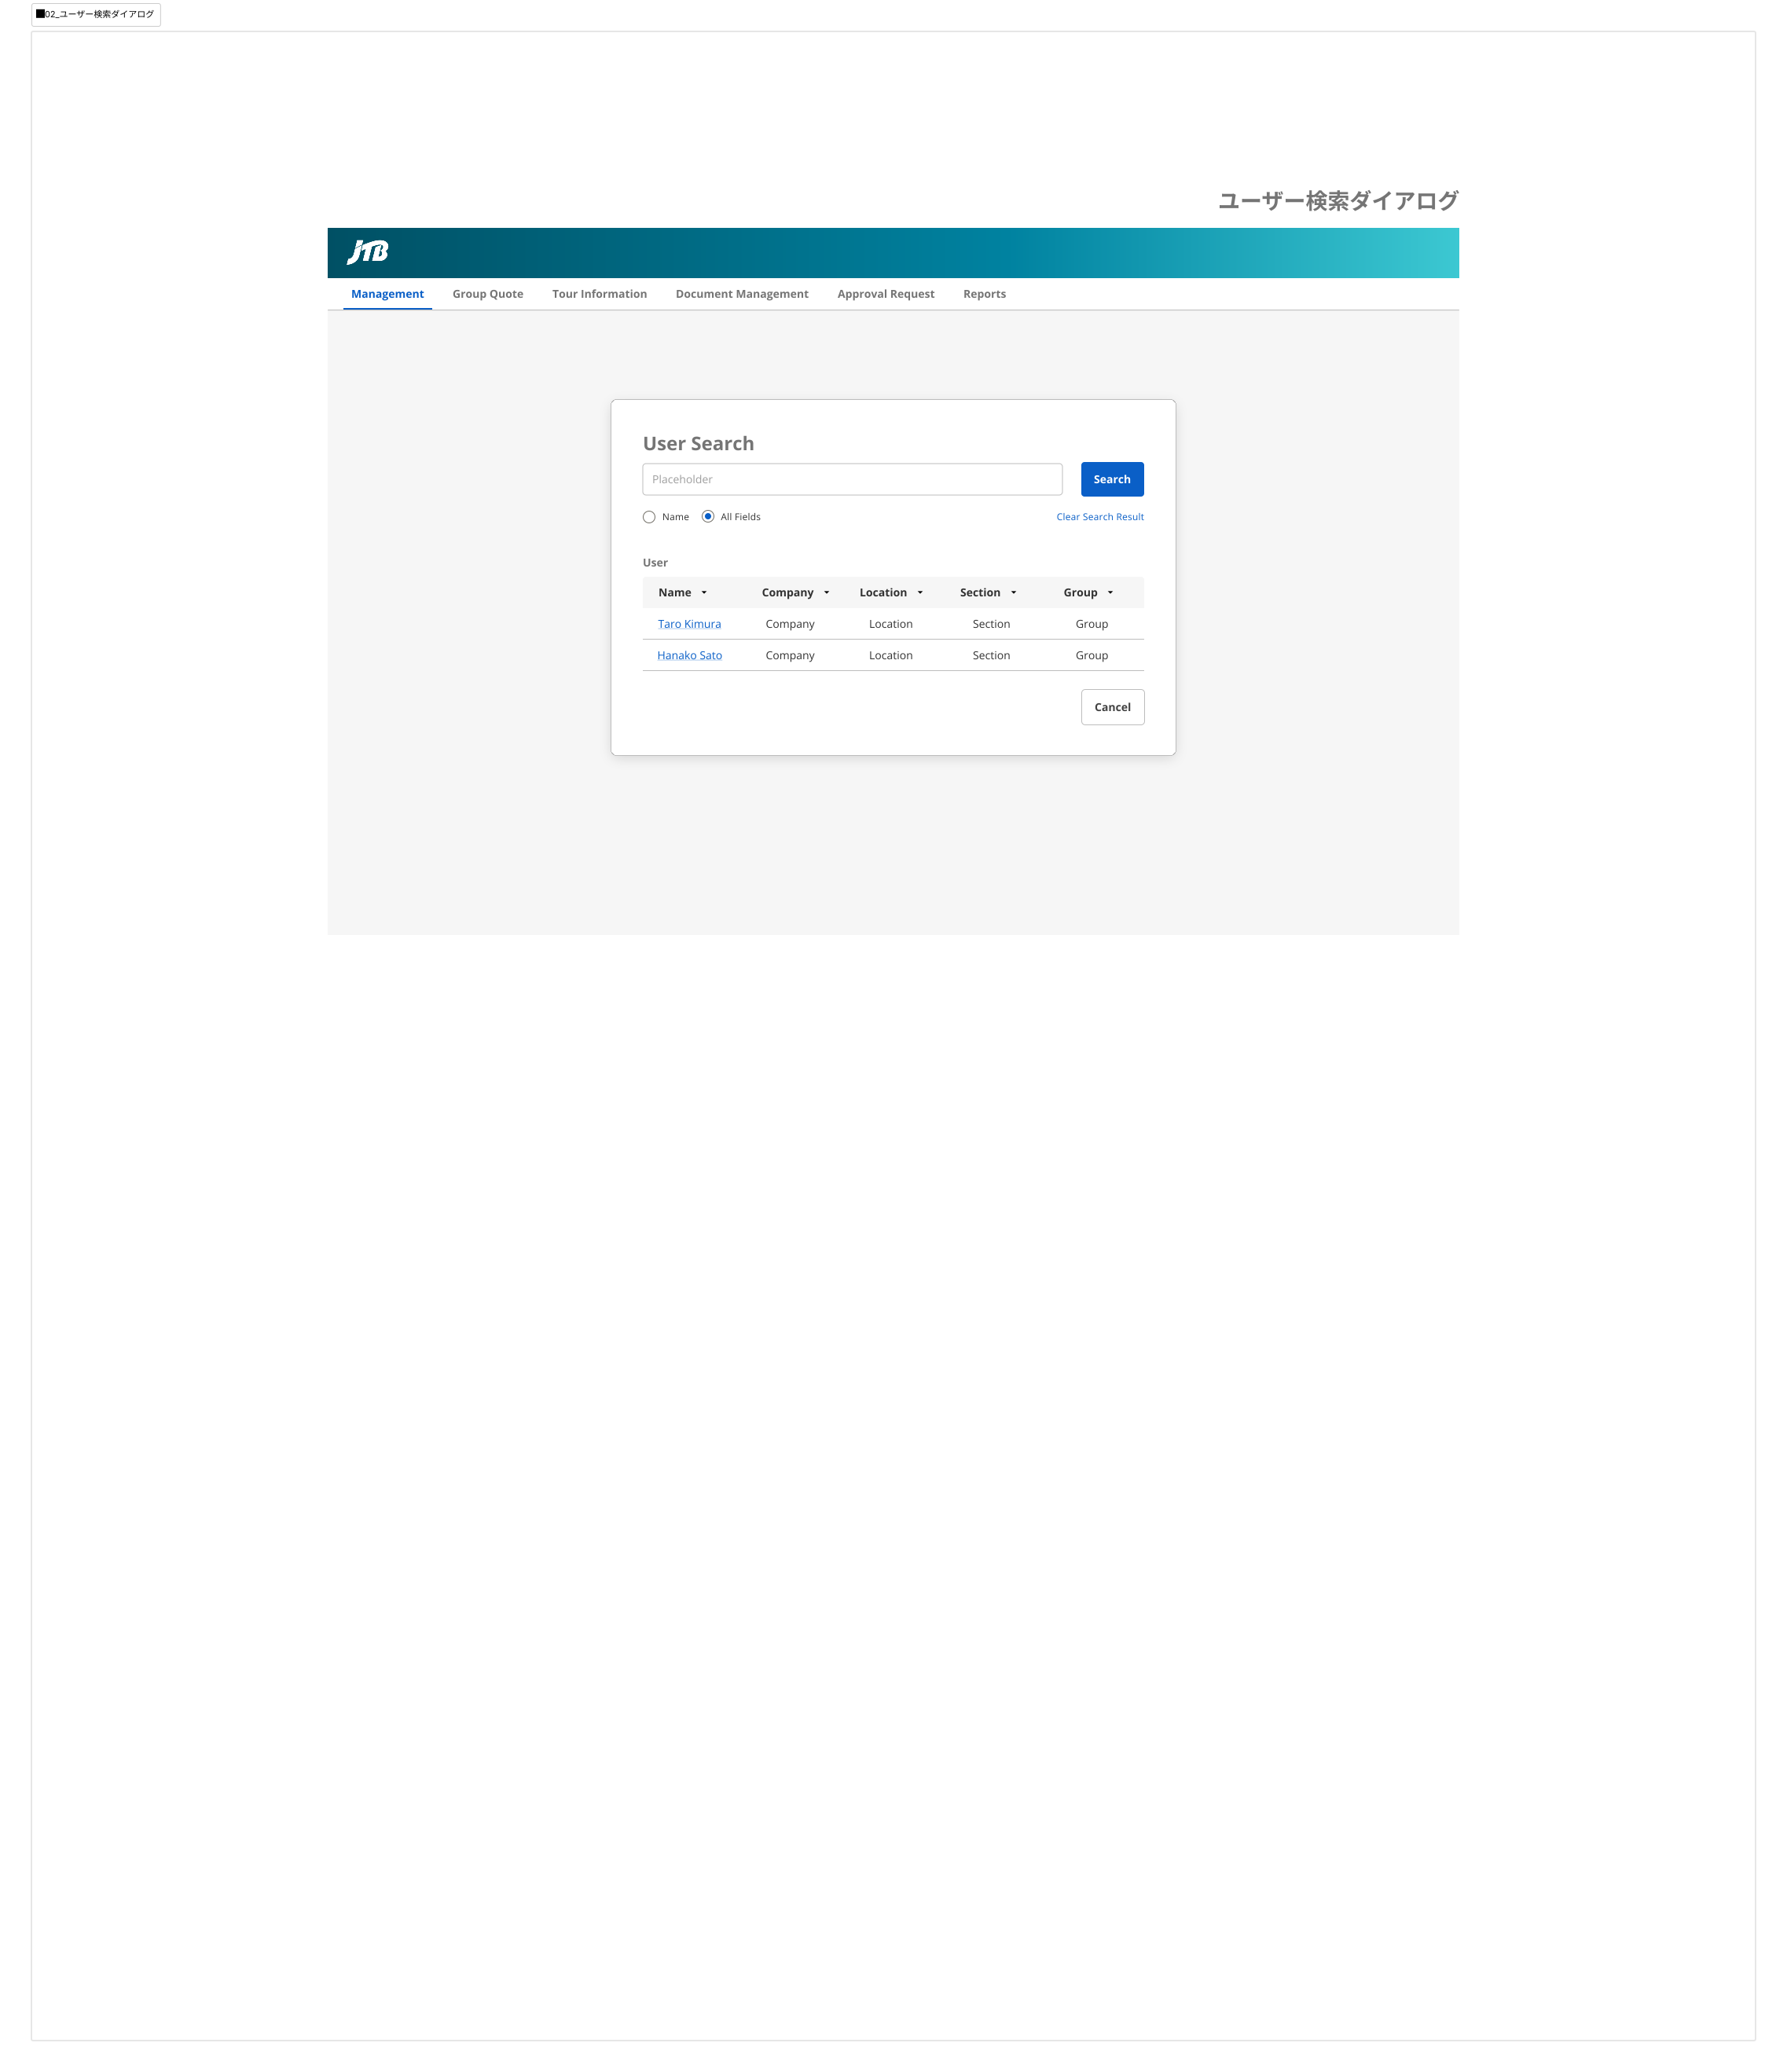 ■02_ユーザー検索ダイアログ
ユーザー検索ダイアログ
JTB
Management Group Quote Tour Information Document Management Approval Request Reports
User Search
Placeholder Search
Name All Fields Clear Search Result
User
Name Company Location Section Group
Taro Kimura Company Location Section Group
Hanako Sato Company Location Section Group
Cancel